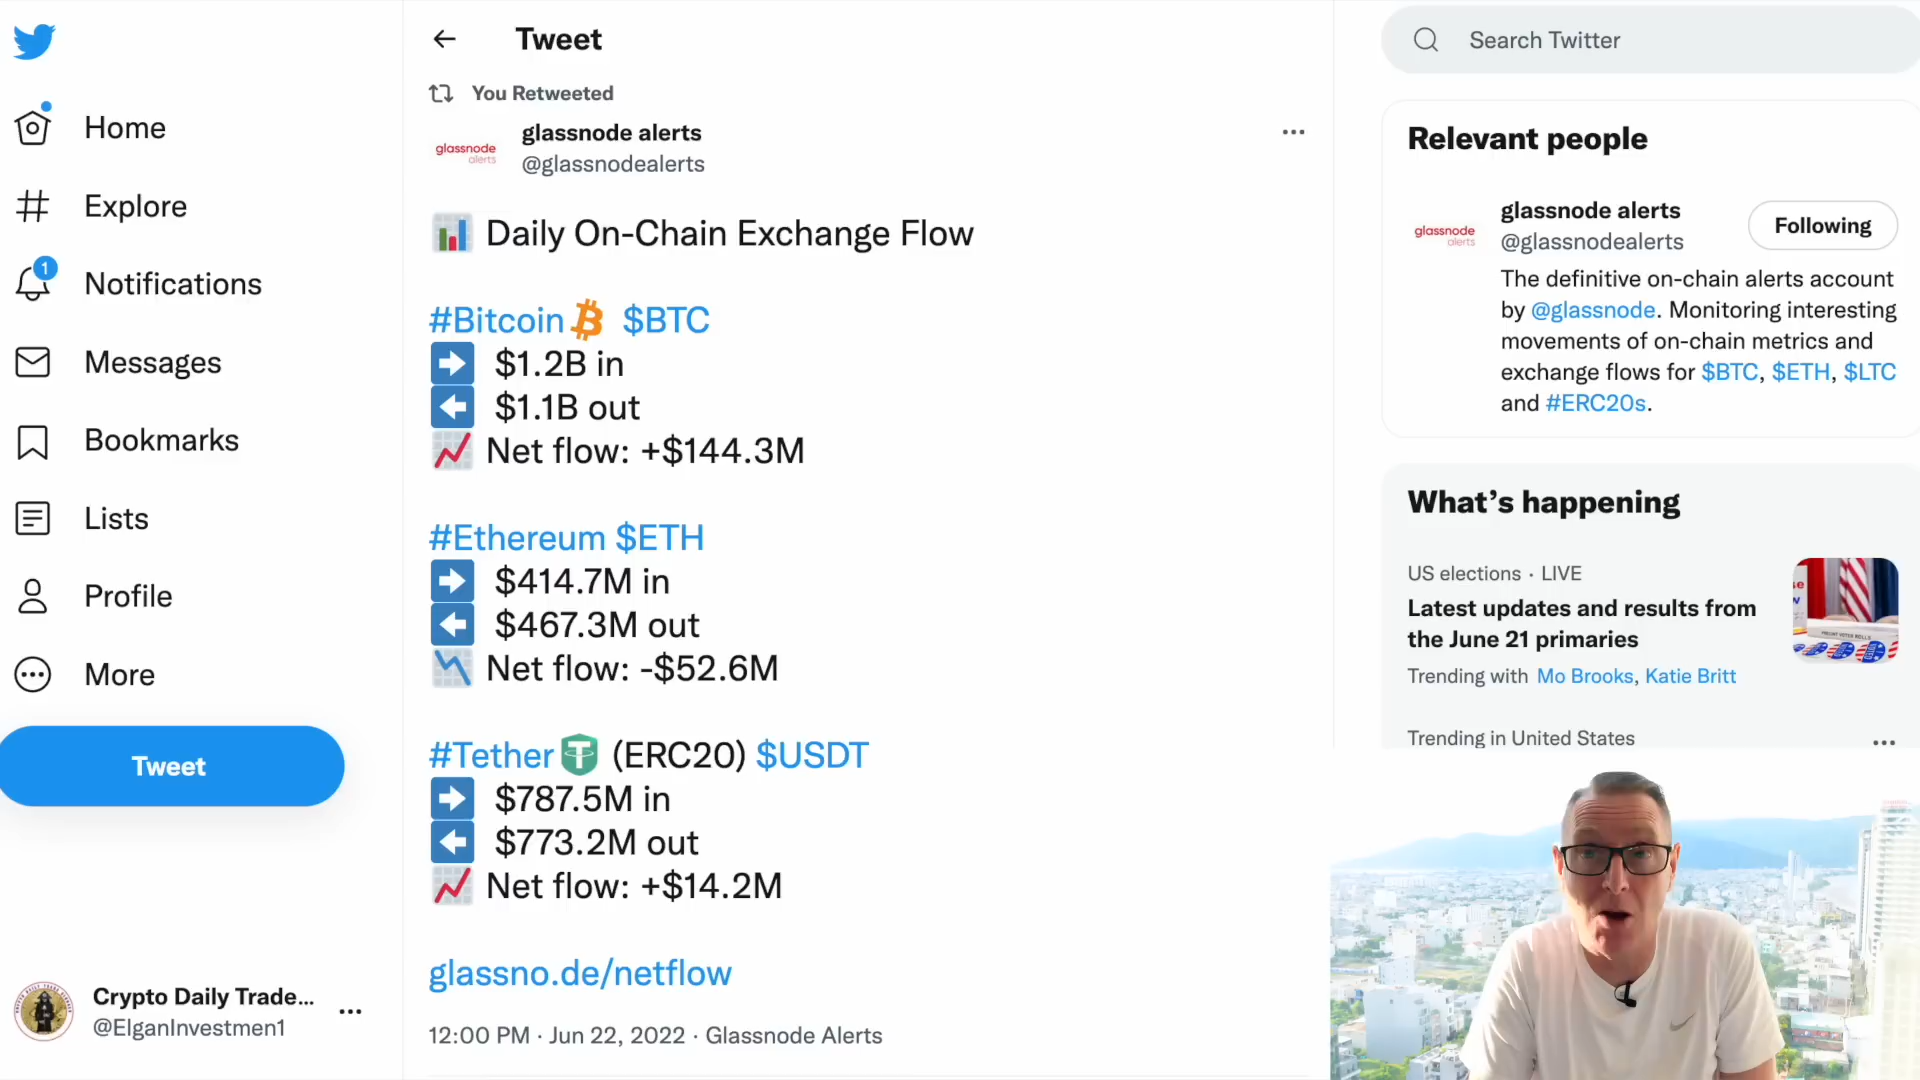 Home
Explore
1
Notifications
Messages
Bookmarks
Lists
Profile
More
Tweet
Crypto Daily Trade...
@ElganInvestmen1
Tweet
You Retweeted
glassnode alerts
glassnode alerts
@glassnodealerts
Daily On-Chain Exchange Flow
#Bitcoin $BTC
$1.2B in
$1.1B out
Net flow: +$144.3M
#Ethereum $ETH
$414.7M in
$467.3M out
Net flow: -$52.6M
#Tether (ERC20) $USDT
$787.5M in
$773.2M out
Net flow: +$14.2M
glassno.de/netflow
12:00 PM · Jun 22, 2022 · Glassnode Alerts
Search Twitter
Relevant people
glassnode alerts
glassnode alerts
@glassnodealerts
Following
The definitive on-chain alerts account
by @glassnode. Monitoring interesting
movements of on-chain metrics and
exchange flows for $BTC, $ETH, $LTC
and #ERC20s.
What's happening
US elections · LIVE
Latest updates and results from
the June 21 primaries
Trending with Mo Brooks, Katie Britt
Trending in United States